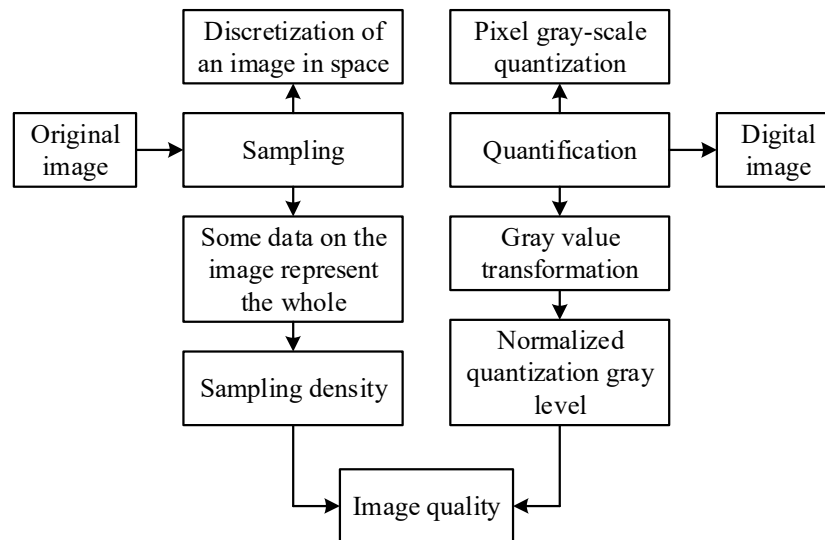 Discretization of
an image in space
Pixel gray-scale
quantization
Original
image
Sampling
Quantification
Digital
image
Some data on the
image represent
the whole
Gray value
transformation
Sampling density
Normalized
quantization gray
level
Image quality